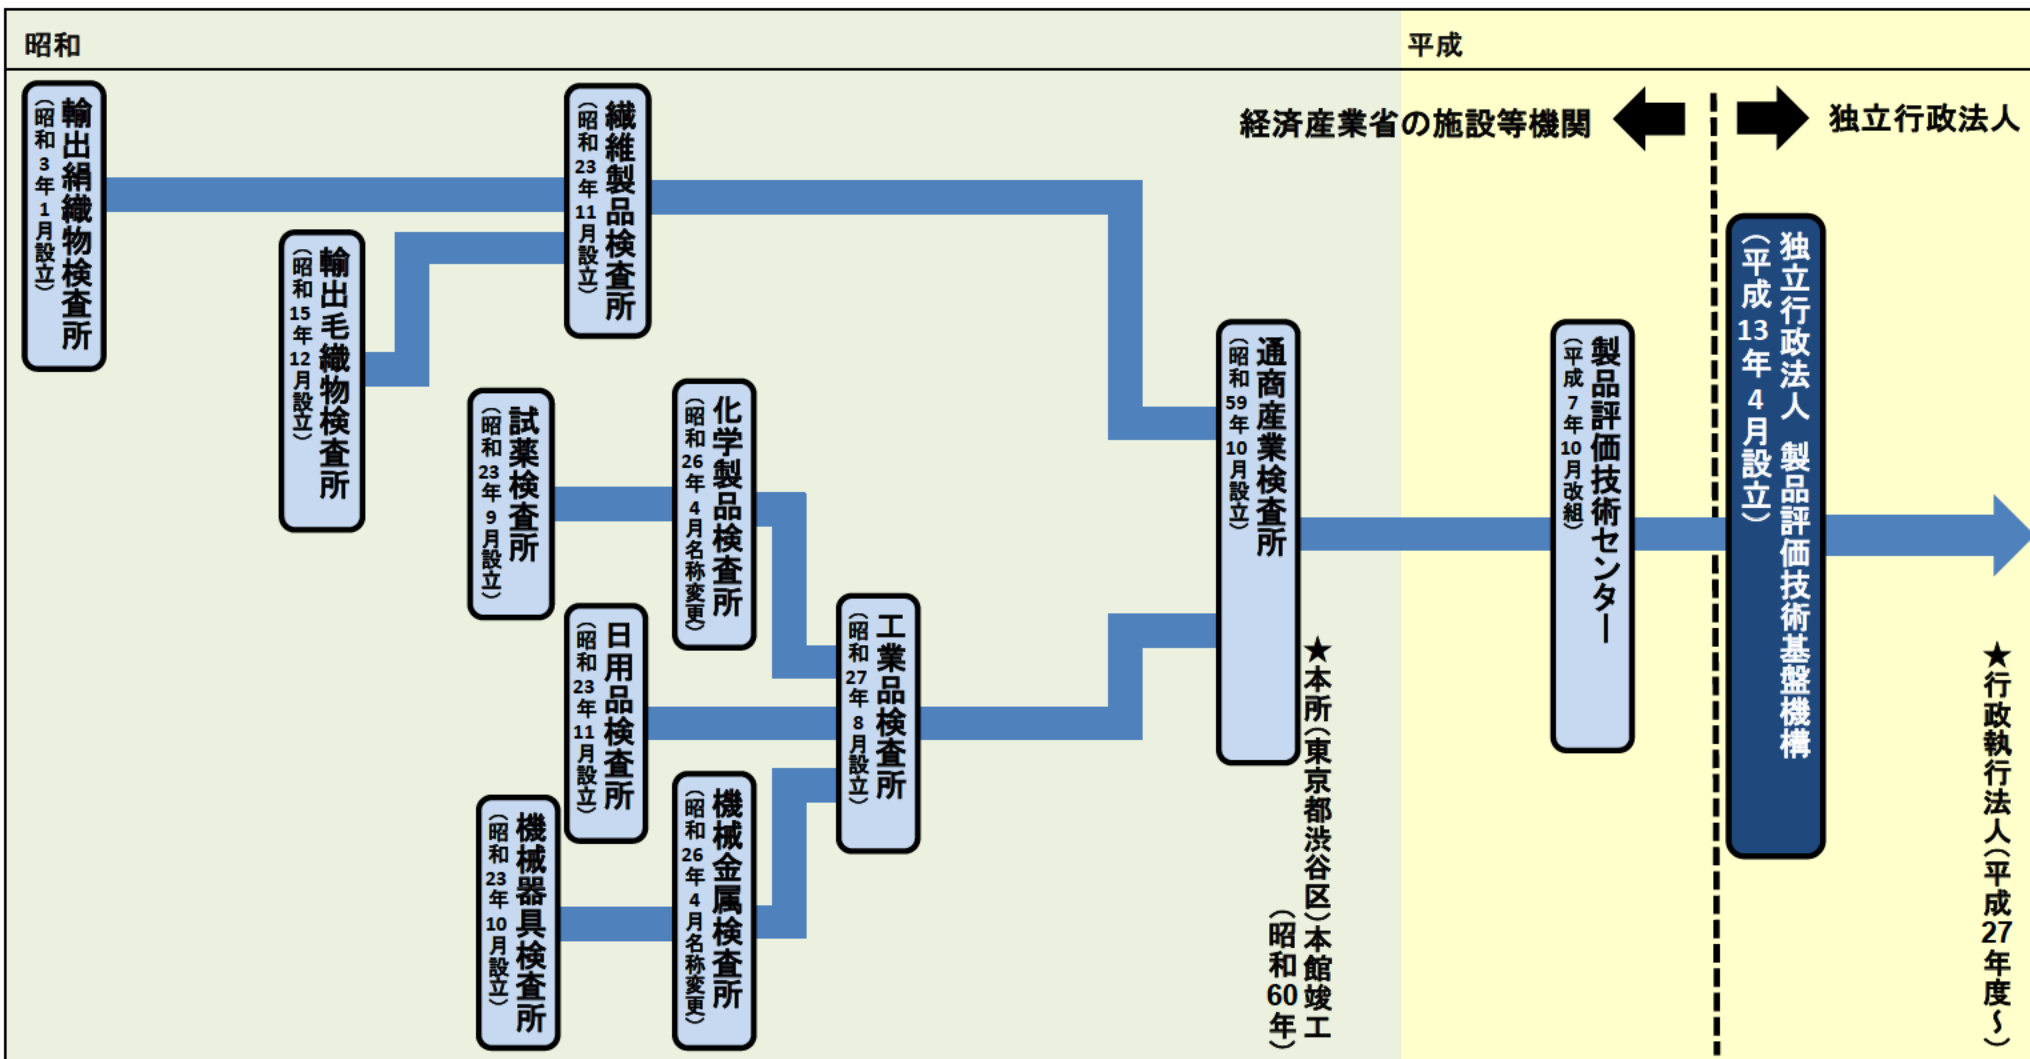 昭和
平成
経済産業省の施設等機関
独立行政法人
輸出絹織物検査所
(昭和3年1月設立)
輸出毛織物検査所
(昭和15年12月設立)
繊維製品検査所
(昭和23年11月設立)
試薬検査所
(昭和23年9月設立)
化学製品検査所
(昭和26年4月名称変更)
日用品検査所
(昭和23年11月設立)
機械器具検査所
(昭和23年10月設立)
機械金属検査所
(昭和26年4月名称変更)
工業品検査所
(昭和27年8月設立)
通商産業検査所
(昭和59年10月設立)
★本所(東京都渋谷区)本館竣工
(昭和60年)
製品評価技術センター
(平成7年10月改組)
独立行政法人 製品評価技術基盤機構
(平成13年4月設立)
★行政執行法人(平成27年度~)